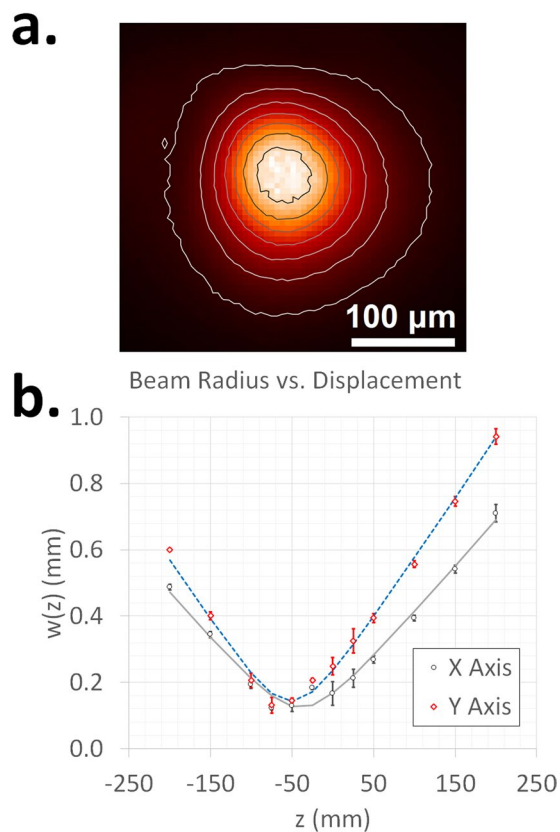 a.
100 μm
Beam Radius vs. Displacement
b.
1.0
0.8
0.6
0.4
0.2
0.0
w(z) (mm)
X Axis
Y Axis
-250 -150 -50 50 150 250
z (mm)